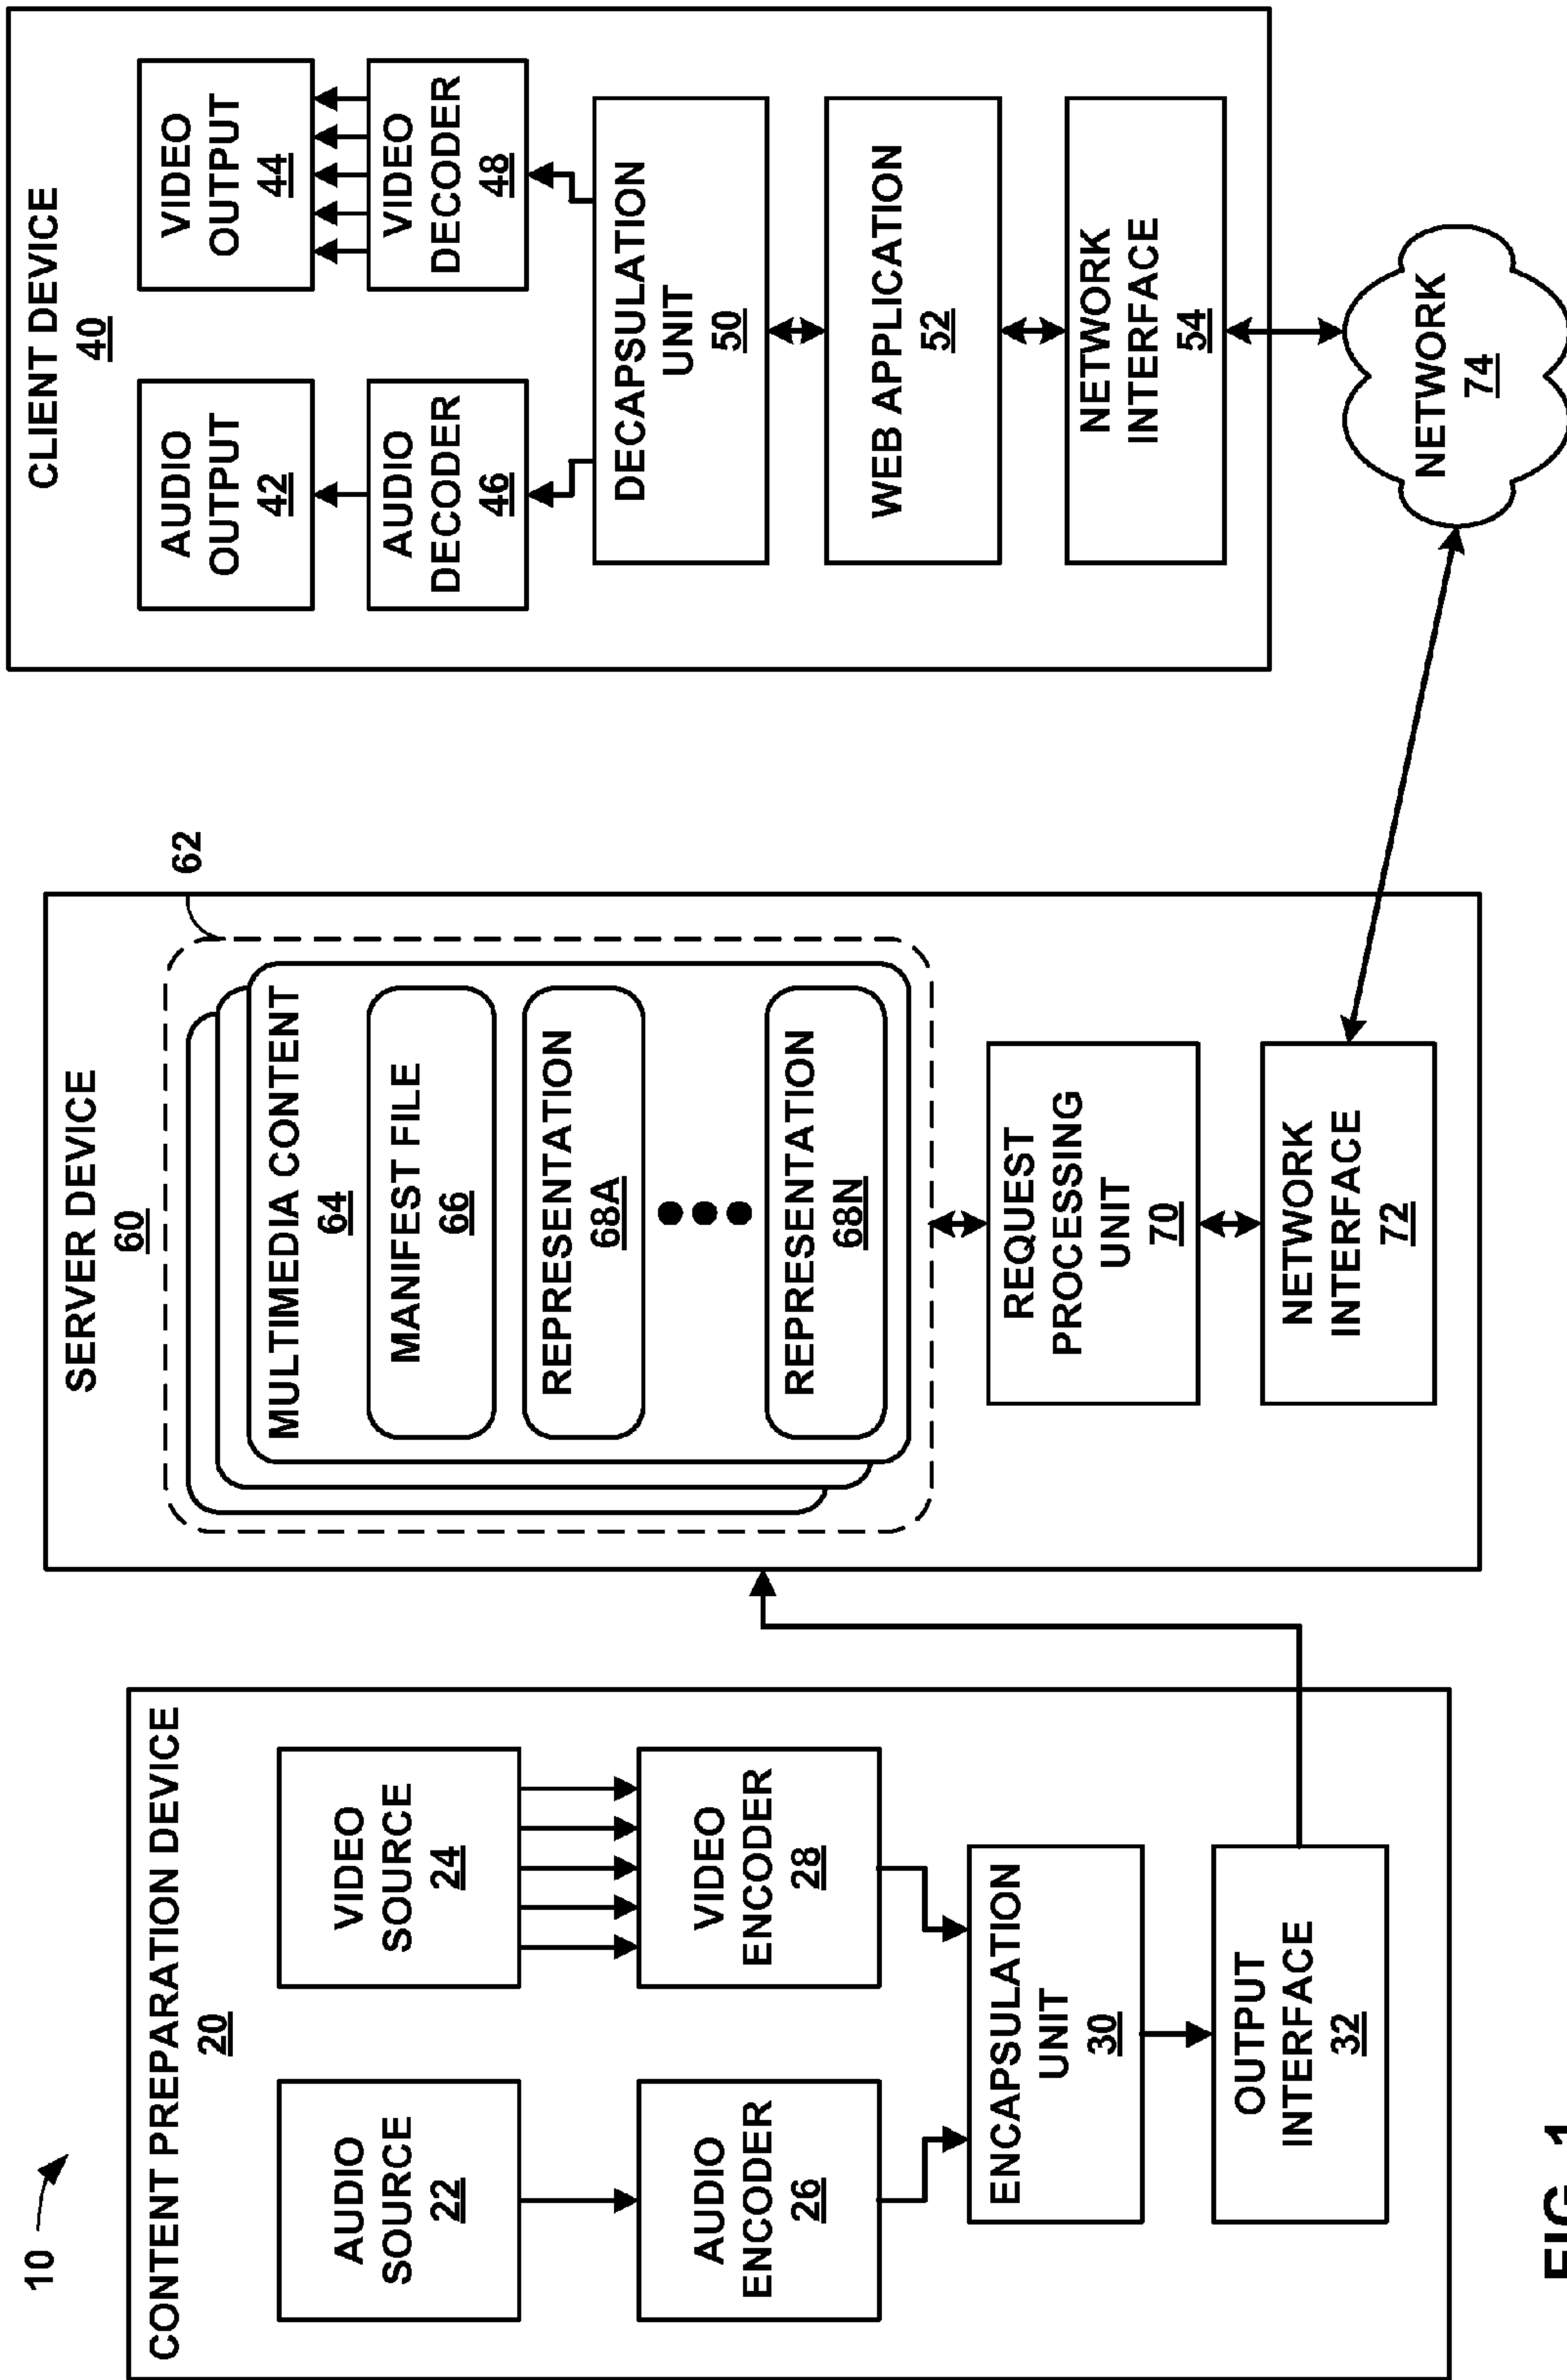 10
CONTENT PREPARATION DEVICE
20
AUDIO
SOURCE
22
VIDEO
SOURCE
24
AUDIO
ENCODER
26
VIDEO
ENCODER
28
ENCAPSULATION
UNIT
30
OUTPUT
INTERFACE
32
SERVER DEVICE
60
62
MULTIMEDIA CONTENT
64
MANIFEST FILE
66
REPRESENTATION
68A
REPRESENTATION
68N
REQUEST
PROCESSING
UNIT
70
NETWORK
INTERFACE
72
CLIENT DEVICE
40
AUDIO
OUTPUT
42
VIDEO
OUTPUT
44
AUDIO
DECODER
46
VIDEO
DECODER
48
DECAPSULATION
UNIT
50
WEB APPLICATION
52
NETWORK
INTERFACE
54
NETWORK
74
FIG. 1